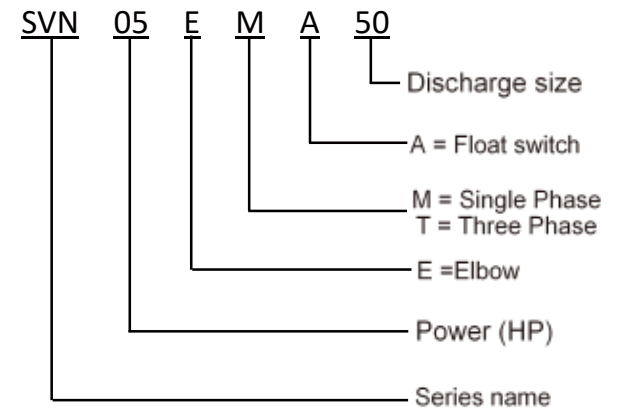 SVN 05 E M A 50
Discharge size
A = Float switch
M = Single Phase
T = Three Phase
E =Elbow
Power (HP)
Series name